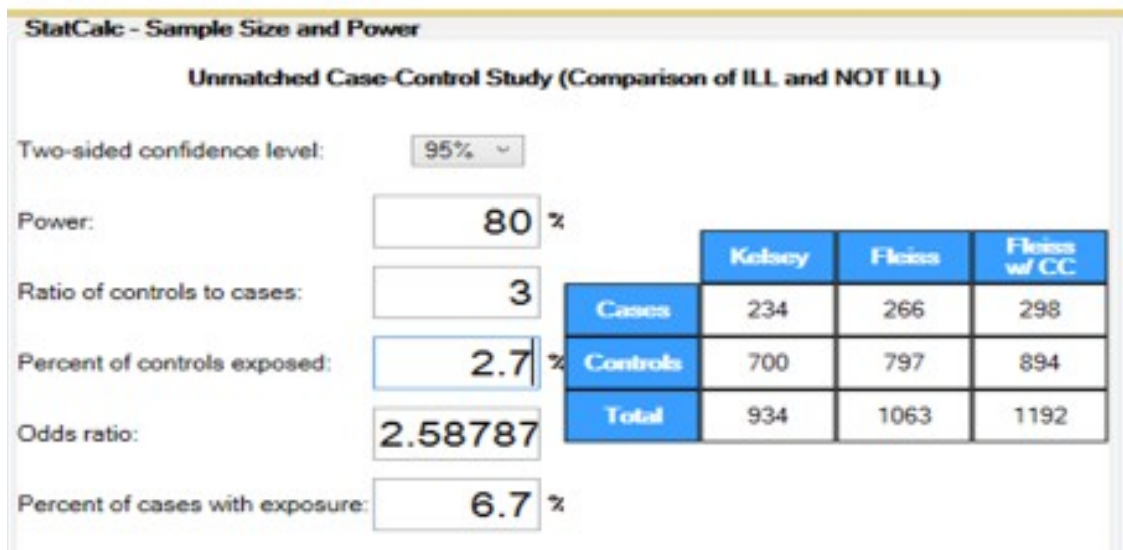 StatCalc - Sample Size and Power
Unmatched Case-Control Study (Comparison of ILL and NOT ILL)
Two-sided confidence level: 95%
Power: 80 %
Ratio of controls to cases: 3
Percent of controls exposed: 2.7 %
Odds ratio: 2.58787
Percent of cases with exposure: 6.7 %
Kelsey Fleiss Fleiss w/ CC
Cases 234 266 298
Controls 700 797 894
Total 934 1063 1192